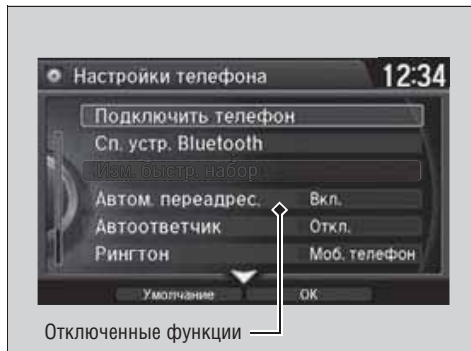 Настройки телефона 12:34
Подключить телефон
Сп. устр. Bluetooth
Изм. быстр. набор
Автом. переадрес. Вкл.
Автоответчик Откл.
Рингтон Моб. телефон
Умолчание OK
Отключенные функции